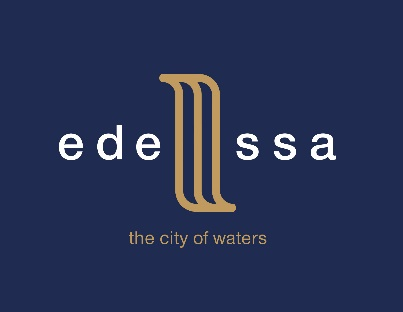 edessa
the city of waters